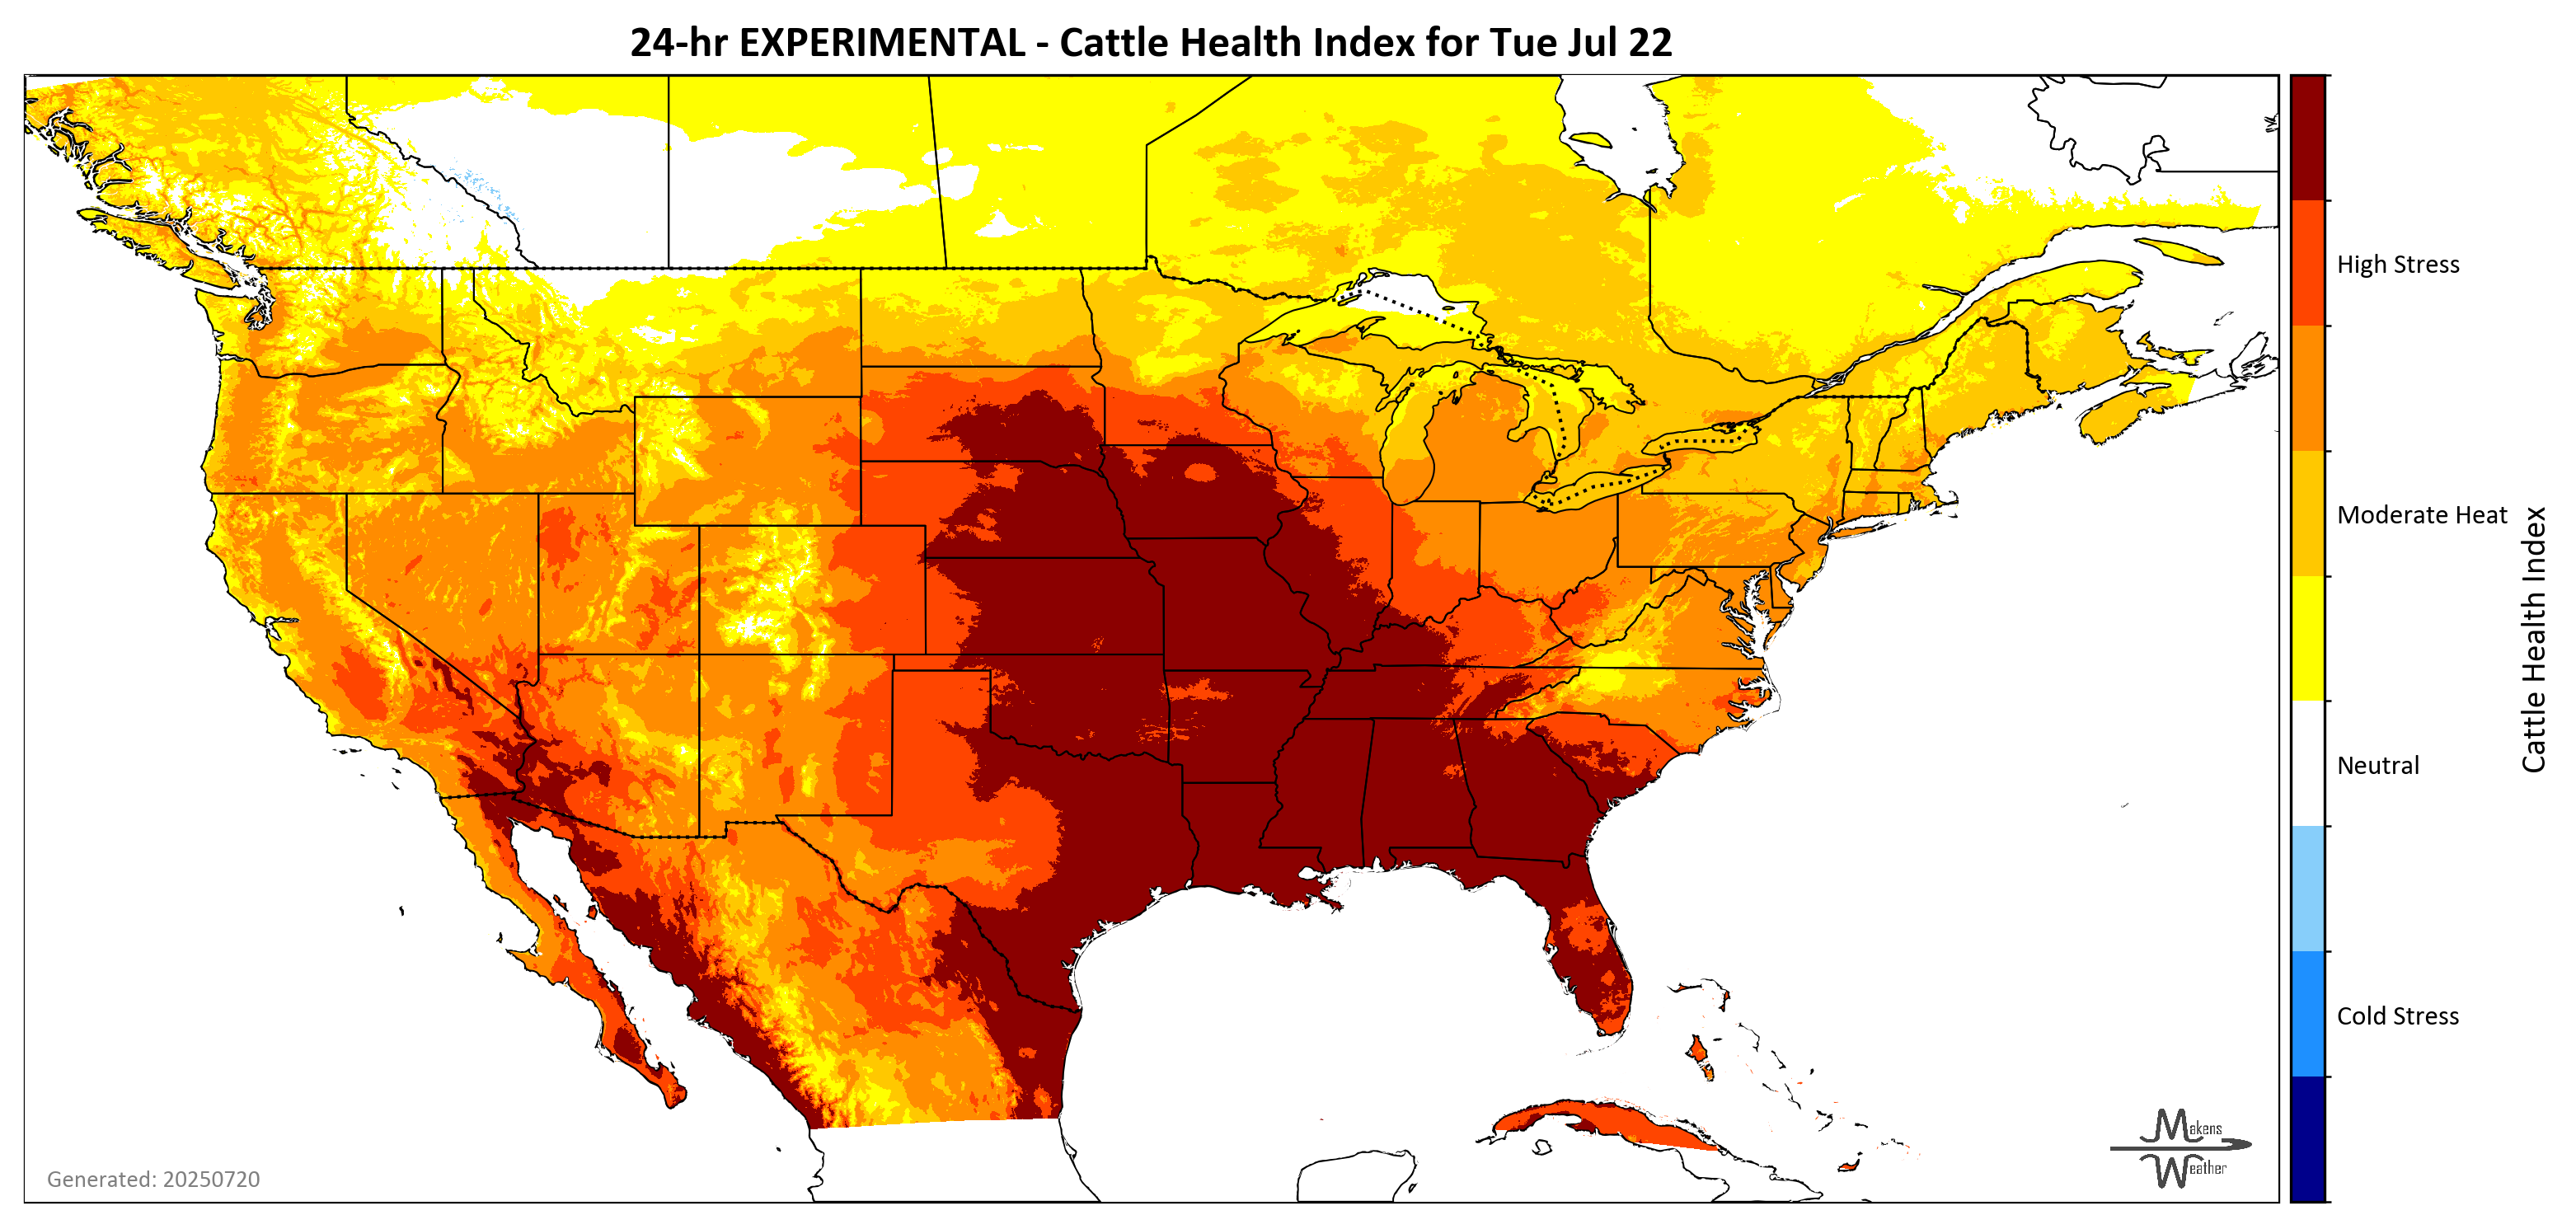 24-hr EXPERIMENTAL - Cattle Health Index for Tue Jul 22
High Stress
Moderate Heat
Neutral
Cold Stress
Cattle Health Index
Makens
Weather
Generated: 20250720